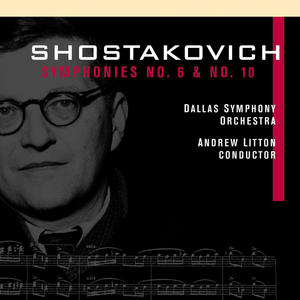 SHOSTAKOVICH
SYMPHONIES NO. 6 & NO. 10
DALLAS SYMPHONY
ORCHESTRA
ANDREW LITTON
CONDUCTOR